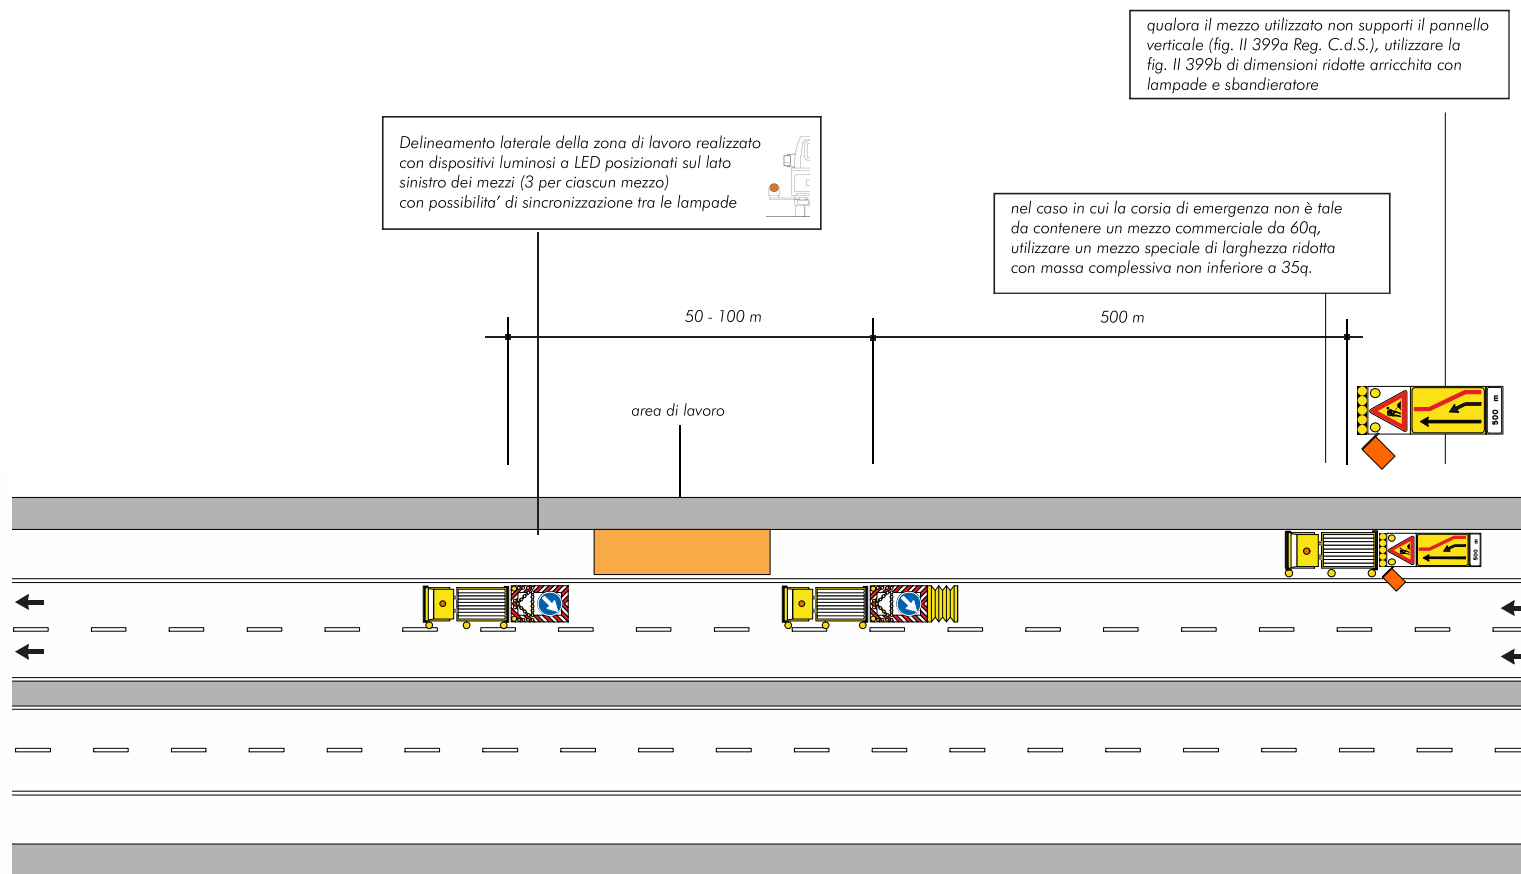 qualora il mezzo utilizzato non supporti il pannello
verticale (fig. II 399a Reg. C.d.S.), utilizzare la
fig. II 399b di dimensioni ridotte arricchita con
lampade e sbandieratore
Delineamento laterale della zona di lavoro realizzato
con dispositivi luminosi a LED posizionati sul lato
sinistro dei mezzi (3 per ciascun mezzo)
con possibilita' di sincronizzazione tra le lampade
nel caso in cui la corsia di emergenza non è tale
da contenere un mezzo commerciale da 60q,
utilizzare un mezzo speciale di larghezza ridotta
con massa complessiva non inferiore a 35q.
50 - 100 m
500 m
area di lavoro
500 m
500 m